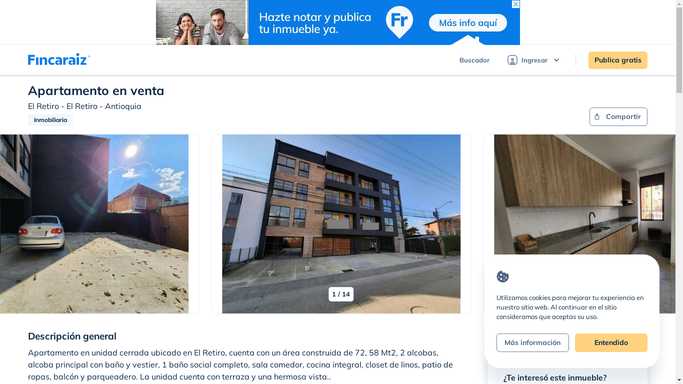 Hazte notar y publica
tu inmueble ya.
Fr
Más info aquí
Fincaraiz
Buscador
Ingresar
Publica gratis
Apartamento en venta
El Retiro - El Retiro - Antioquia
Inmobiliaria
Compartir
1 / 14
Utilizamos cookies para mejorar tu experiencia en
nuestro sitio web. Al continuar en el sitio
consideramos que aceptas su uso.
Más información
Entendido
Descripción general
Apartamento en unidad cerrada ubicado en El Retiro, cuenta con un área construida de 72, 58 Mt2, 2 alcobas,
alcoba principal con baño y vestier, 1 baño social completo, sala comedor, cocina integral, closet de linos, patio de
ropas, balcón y parqueadero. La unidad cuenta con terraza y una hermosa vista..
¿Te interesó este inmueble?